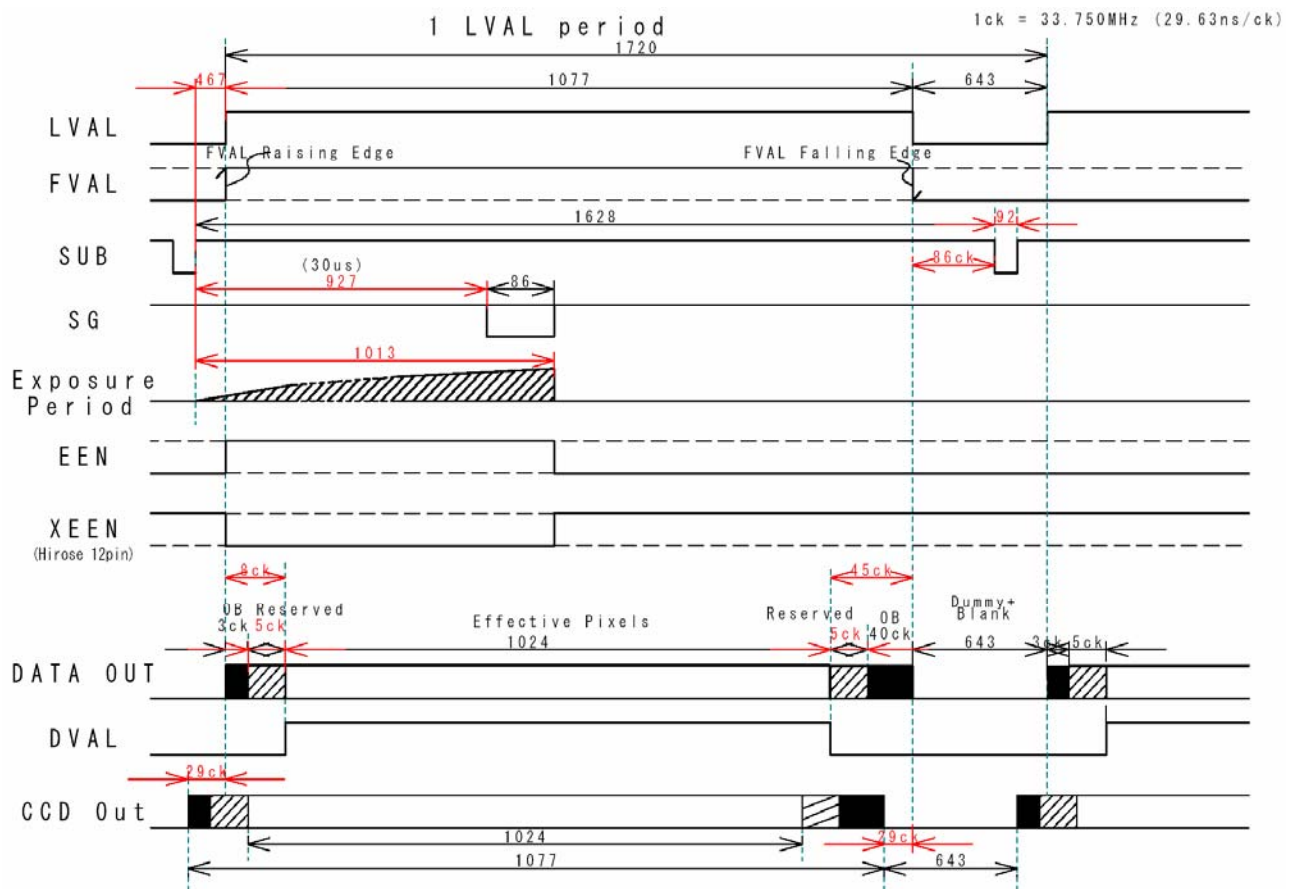 1 LVAL period
1ck = 33.750MHz (29.63ns/ck)
1720
467
1077
643
LVAL
FVAL Raising Edge
FVAL Falling Edge
FVAL
1628
92
SUB
86ck
(30us)
927
86
SG
1013
Exposure
Period
EEN
XEEN
(Hirose 12pin)
8ck
45ck
OB Reserved
3ck 5ck
Effective Pixels
1024
Reserved
5ck
OB
40ck
Dummy+
Blank
643
3ck 5ck
DATA OUT
DVAL
29ck
CCD Out
1024
29ck
1077
643